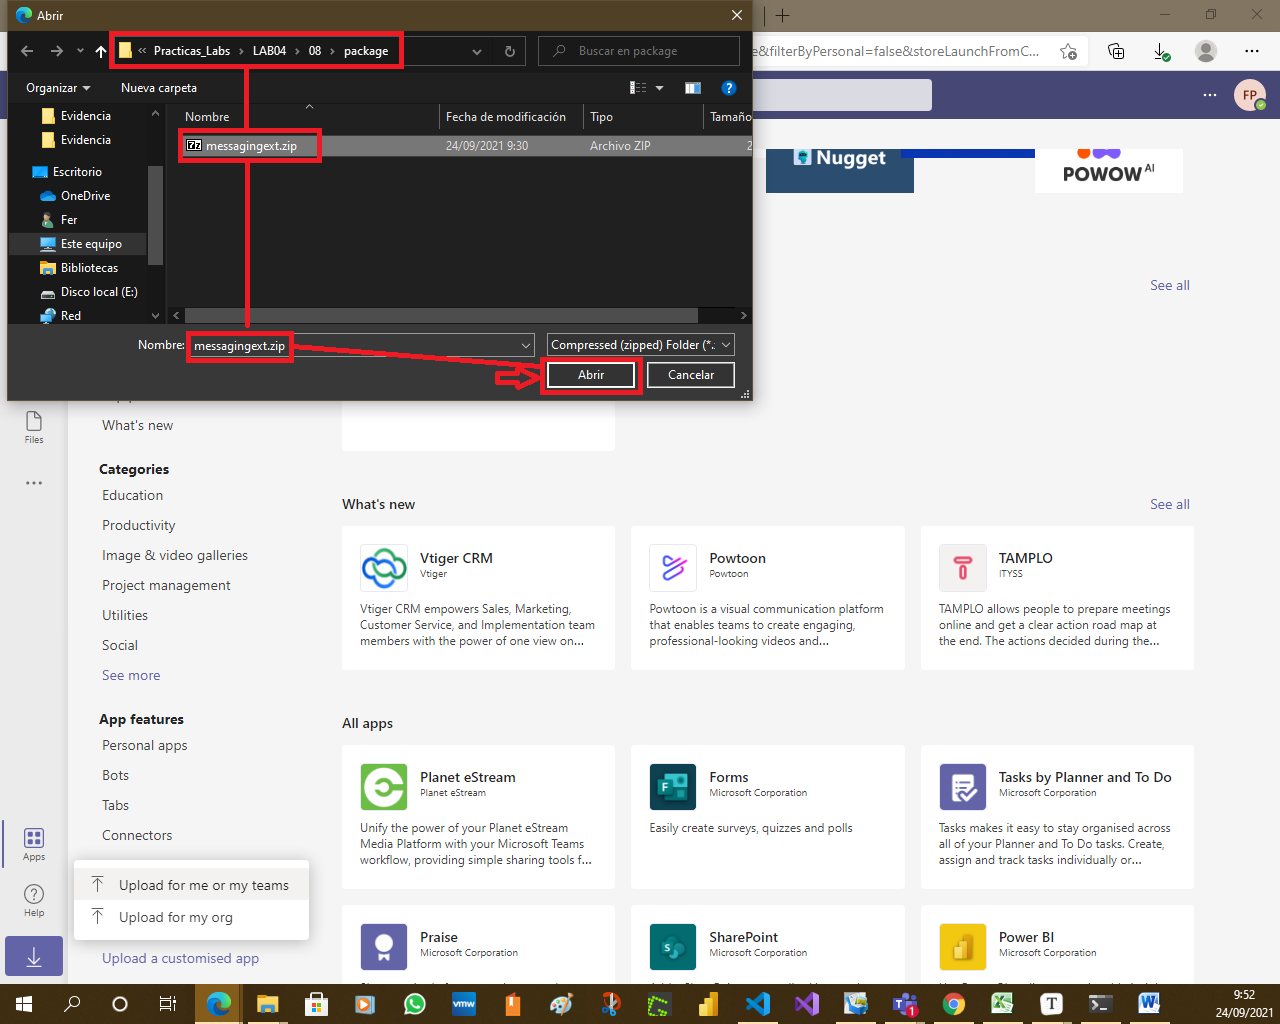 Abrir
« Practicas_Labs › LAB04 › 08 › package
Buscar en package
e&filterByPersonal=false&storeLaunchFromC...
Organizar
Nueva carpeta
FP
Evidencia
Evidencia
Escritorio
OneDrive
Fer
Este equipo
Bibliotecas
Disco local (E:)
Red
Nombre
Fecha de modificación
Tipo
Tamaño
7z messagingext.zip
24/09/2021 9:30
Archivo ZIP
2
Nombre:
messagingext.zip
Compressed (zipped) Folder (*.
Abrir
Cancelar
Nugget
POWOW AI
See all
Files
What's new
Categories
Education
Productivity
Image & video galleries
Project management
Utilities
Social
See more
App features
Personal apps
Bots
Tabs
Connectors
Apps
Help
Upload for me or my teams
Upload for my org
Upload a customised app
What's new
See all
Vtiger CRM
Vtiger
Vtiger CRM empowers Sales, Marketing,
Customer Service, and Implementation team
members with the power of one view on...
Powtoon
Powtoon
Powtoon is a visual communication platform
that enables teams to create engaging,
professional-looking videos and...
TAMPLO
ITYSS
TAMPLO allows people to prepare meetings
online and get a clear action road map at
the end. The actions decided during the...
All apps
Planet eStream
Planet eStream
Unify the power of your Planet eStream
Media Platform with your Microsoft Teams
workflow, providing simple sharing tools f...
Forms
Microsoft Corporation
Easily create surveys, quizzes and polls
Tasks by Planner and To Do
Microsoft Corporation
Tasks makes it easy to stay organised across
all of your Planner and To Do tasks. Create,
assign and track tasks individually or...
Praise
Microsoft Corporation
SharePoint
Microsoft Corporation
Power BI
Microsoft Corporation
vmw
1
9:52
24/09/2021